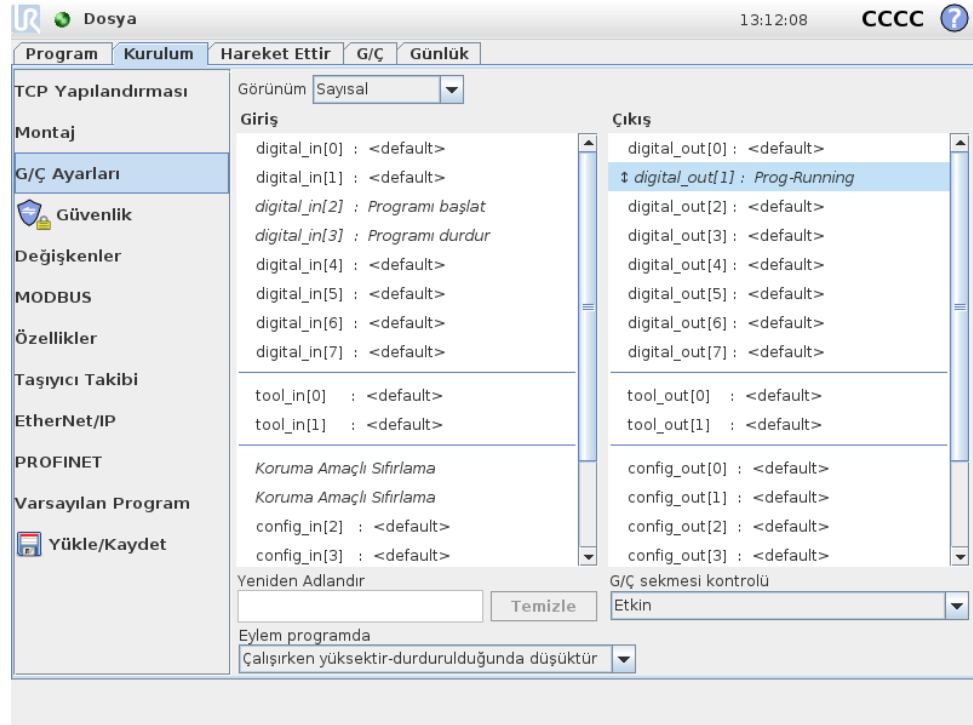 UR Dosya 13:12:08 CCCC ?
Program Kurulum Hareket Ettir G/Ç Günlük
TCP Yapılandırması
Montaj
G/Ç Ayarları
Güvenlik
Değişkenler
MODBUS
Özellikler
Taşıyıcı Takibi
EtherNet/IP
PROFINET
Varsayılan Program
Yükle/Kaydet
Görünüm Sayısal
Giriş
digital_in[0] : <default>
digital_in[1] : <default>
digital_in[2] : Programı başlat
digital_in[3] : Programı durdur
digital_in[4] : <default>
digital_in[5] : <default>
digital_in[6] : <default>
digital_in[7] : <default>
tool_in[0] : <default>
tool_in[1] : <default>
Koruma Amaçlı Sıfırlama
Koruma Amaçlı Sıfırlama
config_in[2] : <default>
config_in[3] : <default>
Çıkış
digital_out[0] : <default>
↕ digital_out[1] : Prog-Running
digital_out[2] : <default>
digital_out[3] : <default>
digital_out[4] : <default>
digital_out[5] : <default>
digital_out[6] : <default>
digital_out[7] : <default>
tool_out[0] : <default>
tool_out[1] : <default>
config_out[0] : <default>
config_out[1] : <default>
config_out[2] : <default>
config_out[3] : <default>
Yeniden Adlandır
Temizle
G/Ç sekmesi kontrolü
Etkin
Eylem programda
Çalışırken yüksektir-durdurulduğunda düşüktür